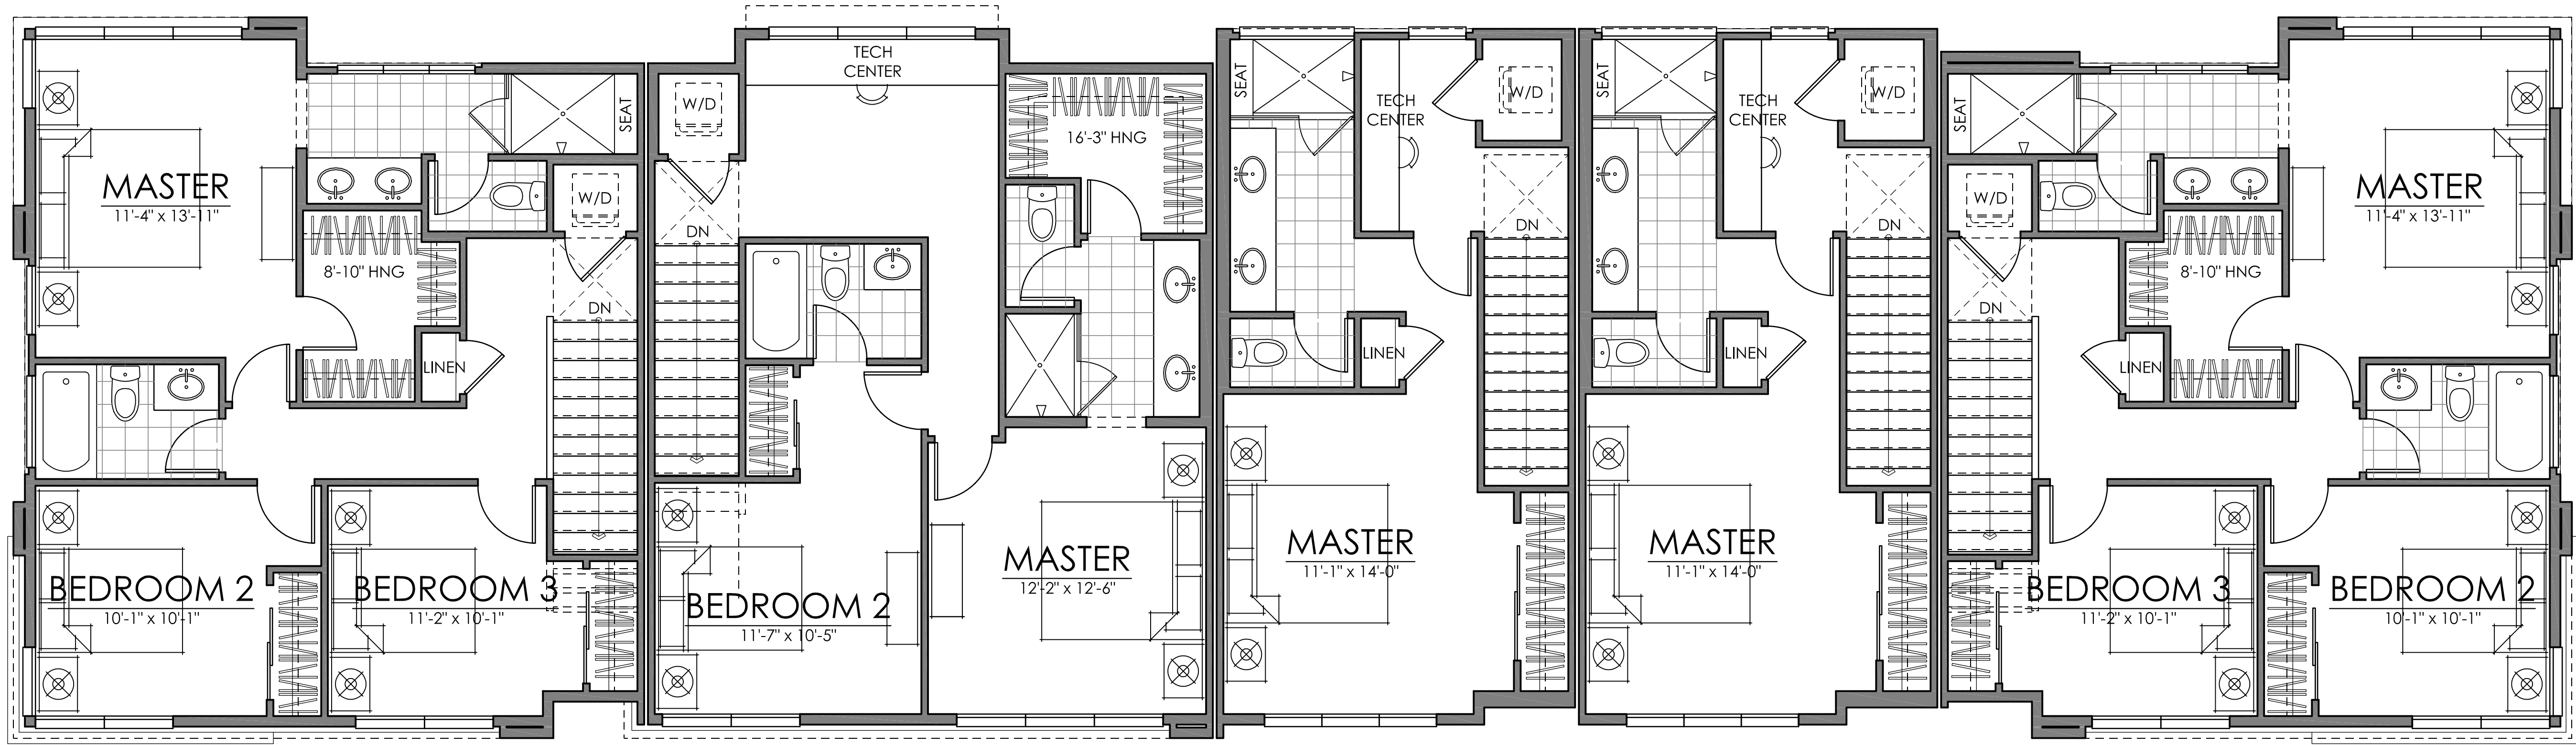 MASTER
11'-4" x 13'-11"
SEAT
W/D
8'-10" HNG
LINEN
DN
BEDROOM 2
10'-1" x 10'-1"
BEDROOM 3
11'-2" x 10'-1"
TECH
CENTER
W/D
16'-3" HNG
DN
BEDROOM 2
11'-7" x 10'-5"
MASTER
12'-2" x 12'-6"
SEAT
TECH
CENTER
W/D
DN
LINEN
MASTER
11'-1" x 14'-0"
SEAT
TECH
CENTER
W/D
DN
LINEN
MASTER
11'-1" x 14'-0"
SEAT
W/D
MASTER
11'-4" x 13'-11"
8'-10" HNG
DN
LINEN
BEDROOM 3
11'-2" x 10'-1"
BEDROOM 2
10'-1" x 10'-1"